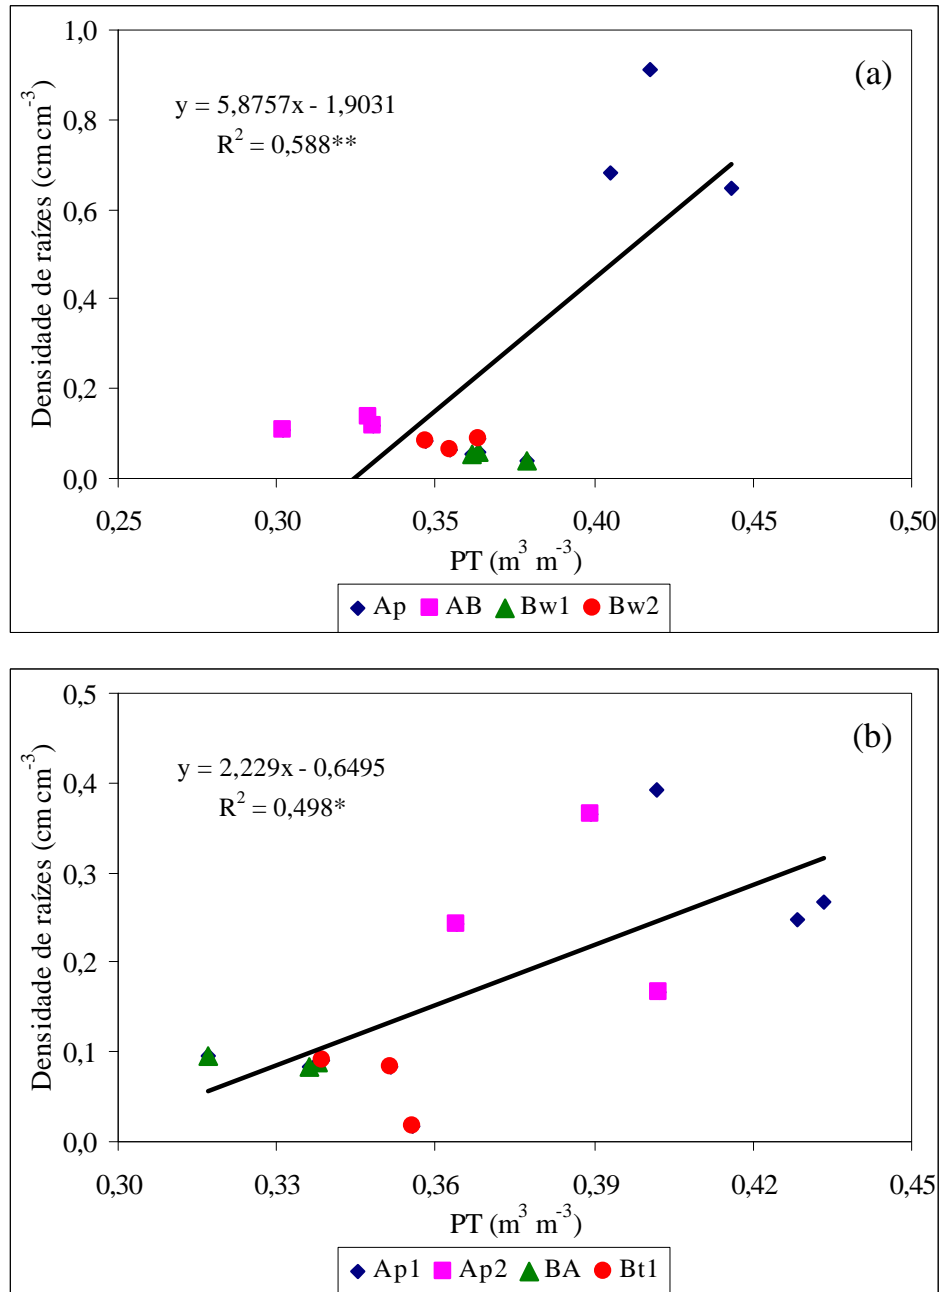 (a)
y = 5,8757x - 1,9031
R² = 0,588**
Densidade de raízes (cm cm⁻³)
1,0
0,8
0,6
0,4
0,2
0,0
0,25 0,30 0,35 0,40 0,45 0,50
PT (m³ m⁻³)
Ap AB Bw1 Bw2
(b)
y = 2,229x - 0,6495
R² = 0,498*
Densidade de raízes (cm cm⁻³)
0,5
0,4
0,3
0,2
0,1
0,0
0,30 0,33 0,36 0,39 0,42 0,45
PT (m³ m⁻³)
Ap1 Ap2 BA Bt1